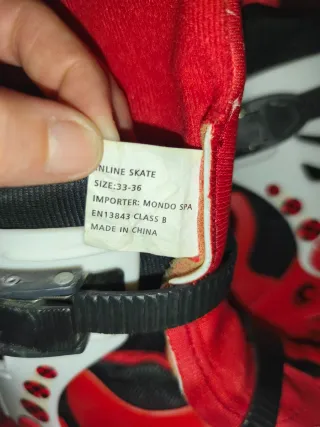 INLINE SKATE
SIZE:33-36
IMPORTER: MONDO SPA
EN13843 CLASS B
MADE IN CHINA